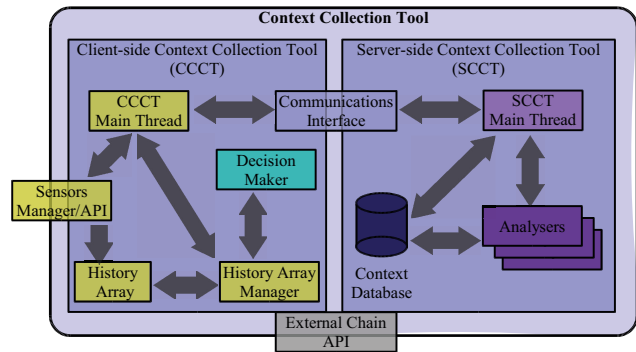 Context Collection Tool
Client-side Context Collection Tool
(CCCT)
Server-side Context Collection Tool
(SCCT)
CCCT
Main Thread
Communications
Interface
SCCT
Main Thread
Decision
Maker
Sensors
Manager/API
History
Array
History Array
Manager
Context
Database
Analysers
External Chain
API